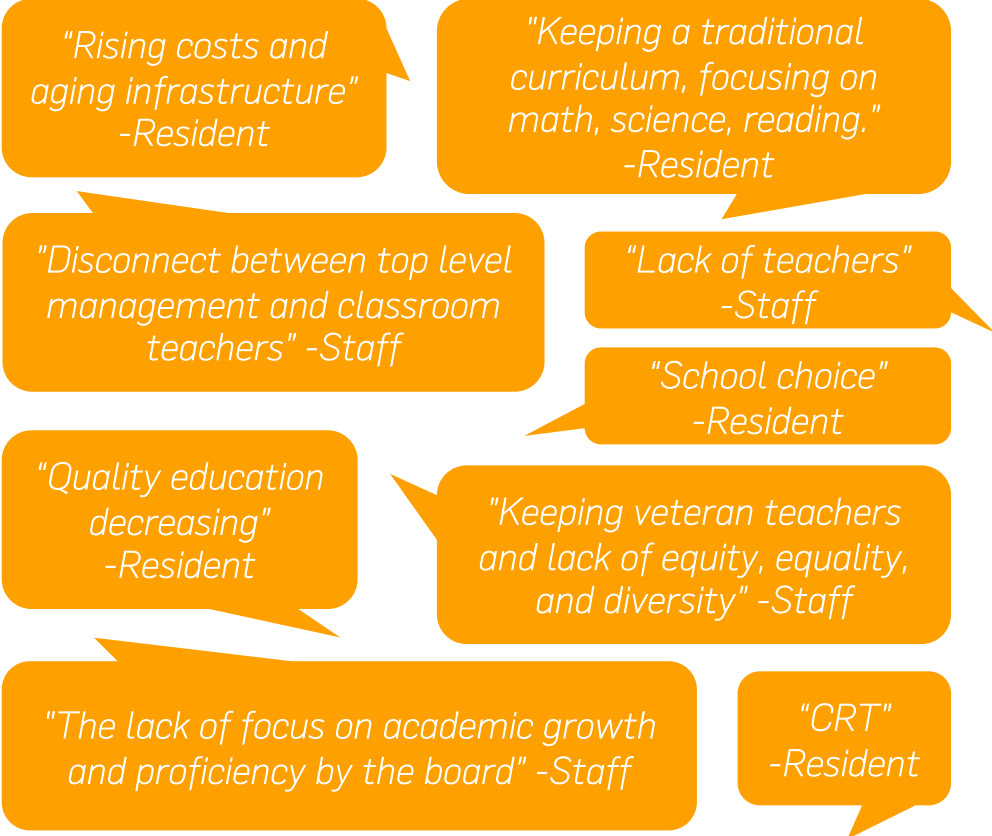 "Rising costs and
aging infrastructure"
-Resident
"Keeping a traditional
curriculum, focusing on
math, science, reading."
-Resident
"Disconnect between top level
management and classroom
teachers" -Staff
"Lack of teachers"
-Staff
"School choice"
-Resident
"Quality education
decreasing"
-Resident
"Keeping veteran teachers
and lack of equity, equality,
and diversity" -Staff
"The lack of focus on academic growth
and proficiency by the board" -Staff
"CRT"
-Resident